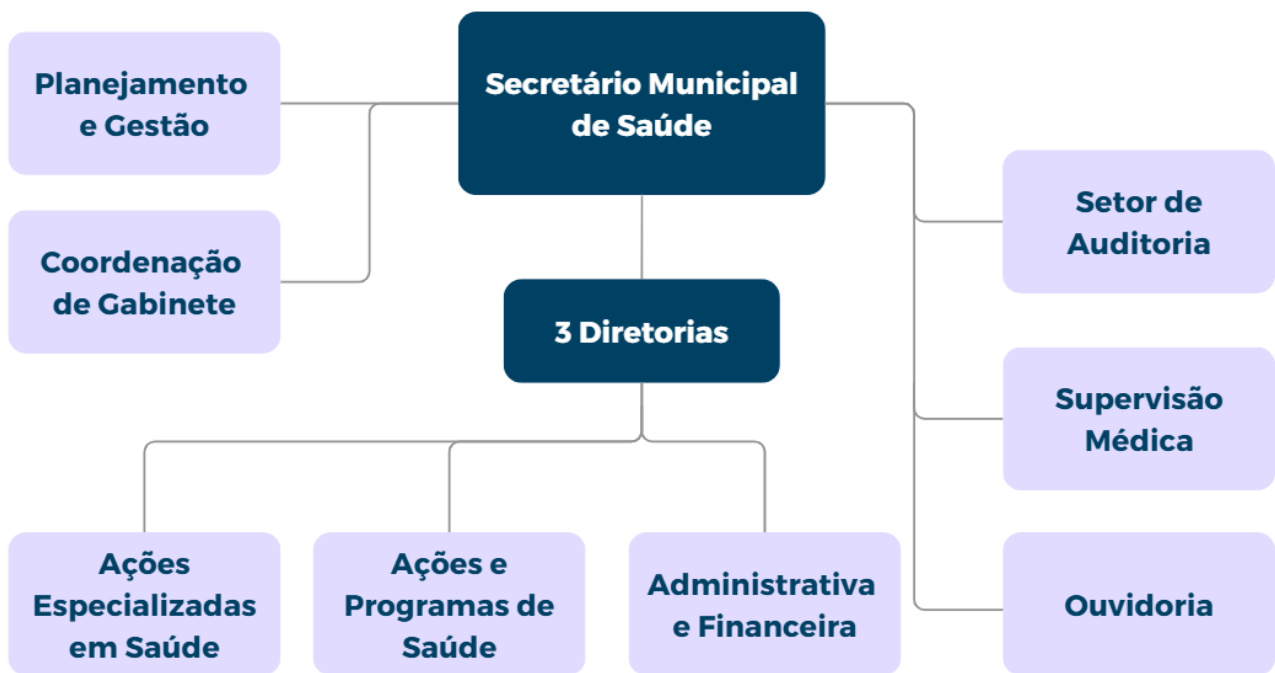 Planejamento
e Gestão
Secretário Municipal
de Saúde
Coordenação
de Gabinete
Setor de
Auditoria
3 Diretorias
Supervisão
Médica
Ações
Especializadas
em Saúde
Ações e
Programas de
Saúde
Administrativa
e Financeira
Ouvidoria